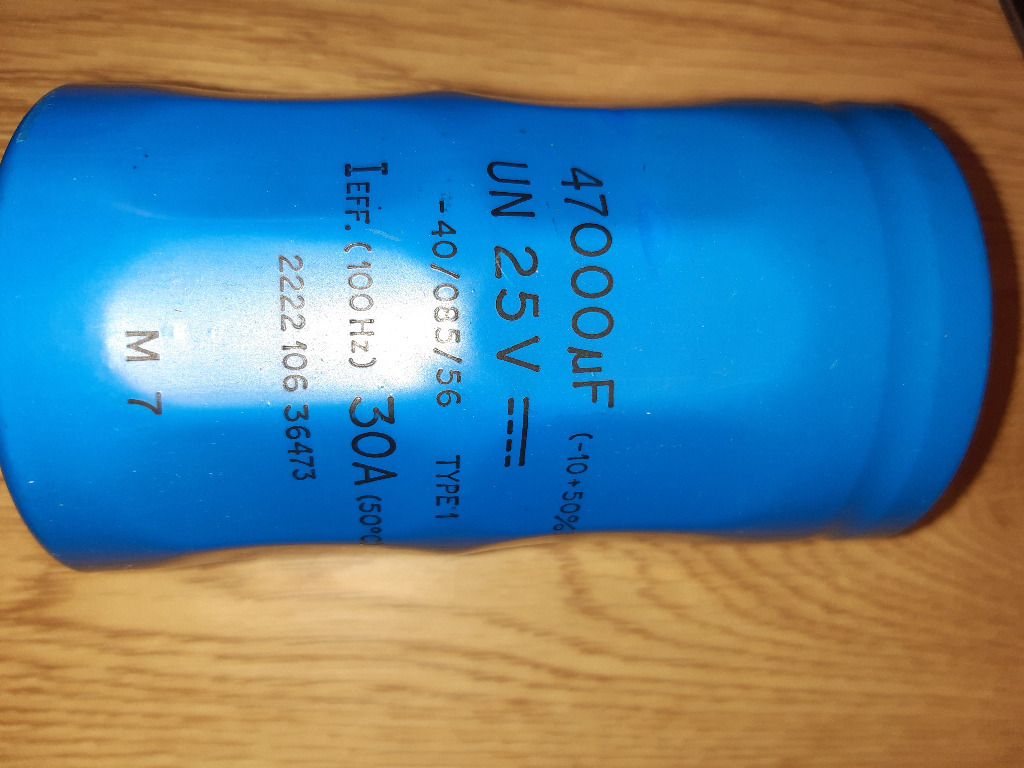 47000µF (-10+50%
UN 25V
-40/085/56 TYPE1
IEFF. (100Hz) 30A (50°C
2222 106 36473
M 7